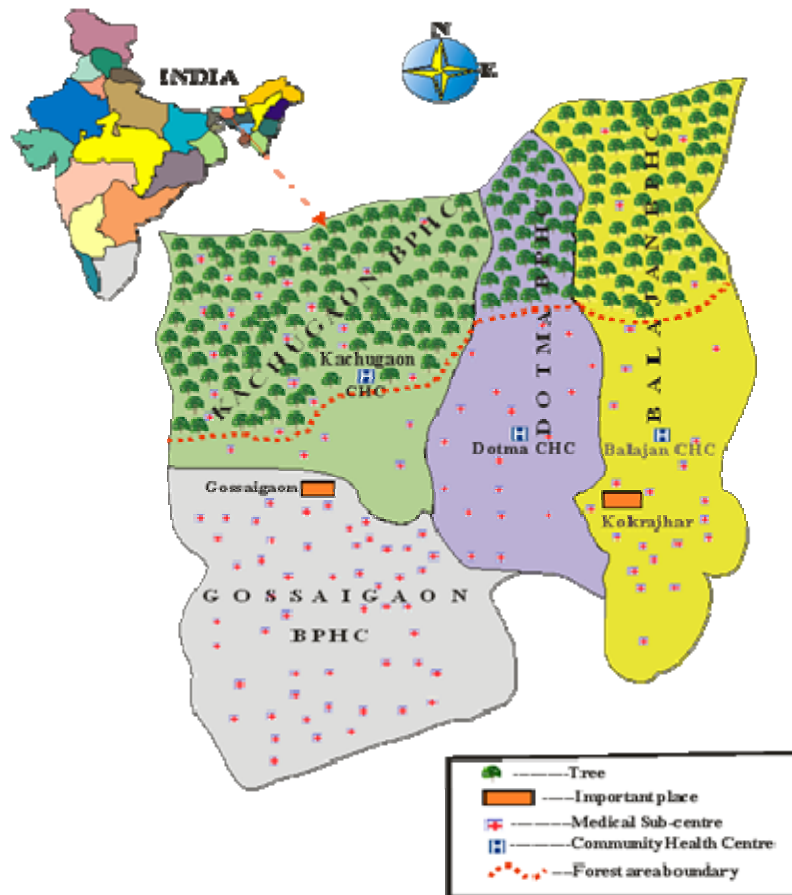 N
E
INDIA
KACHUGAON BPHC
DOTMA BPHC
BALAJAN BPHC
Kachugaon
CHC
Dotma CHC
Balajan CHC
Gossaigaon
Kokrajhar
GOSSAIGAON
BPHC
Tree
Important place
Medical Sub-centre
Community Health Centre
Forest area boundary